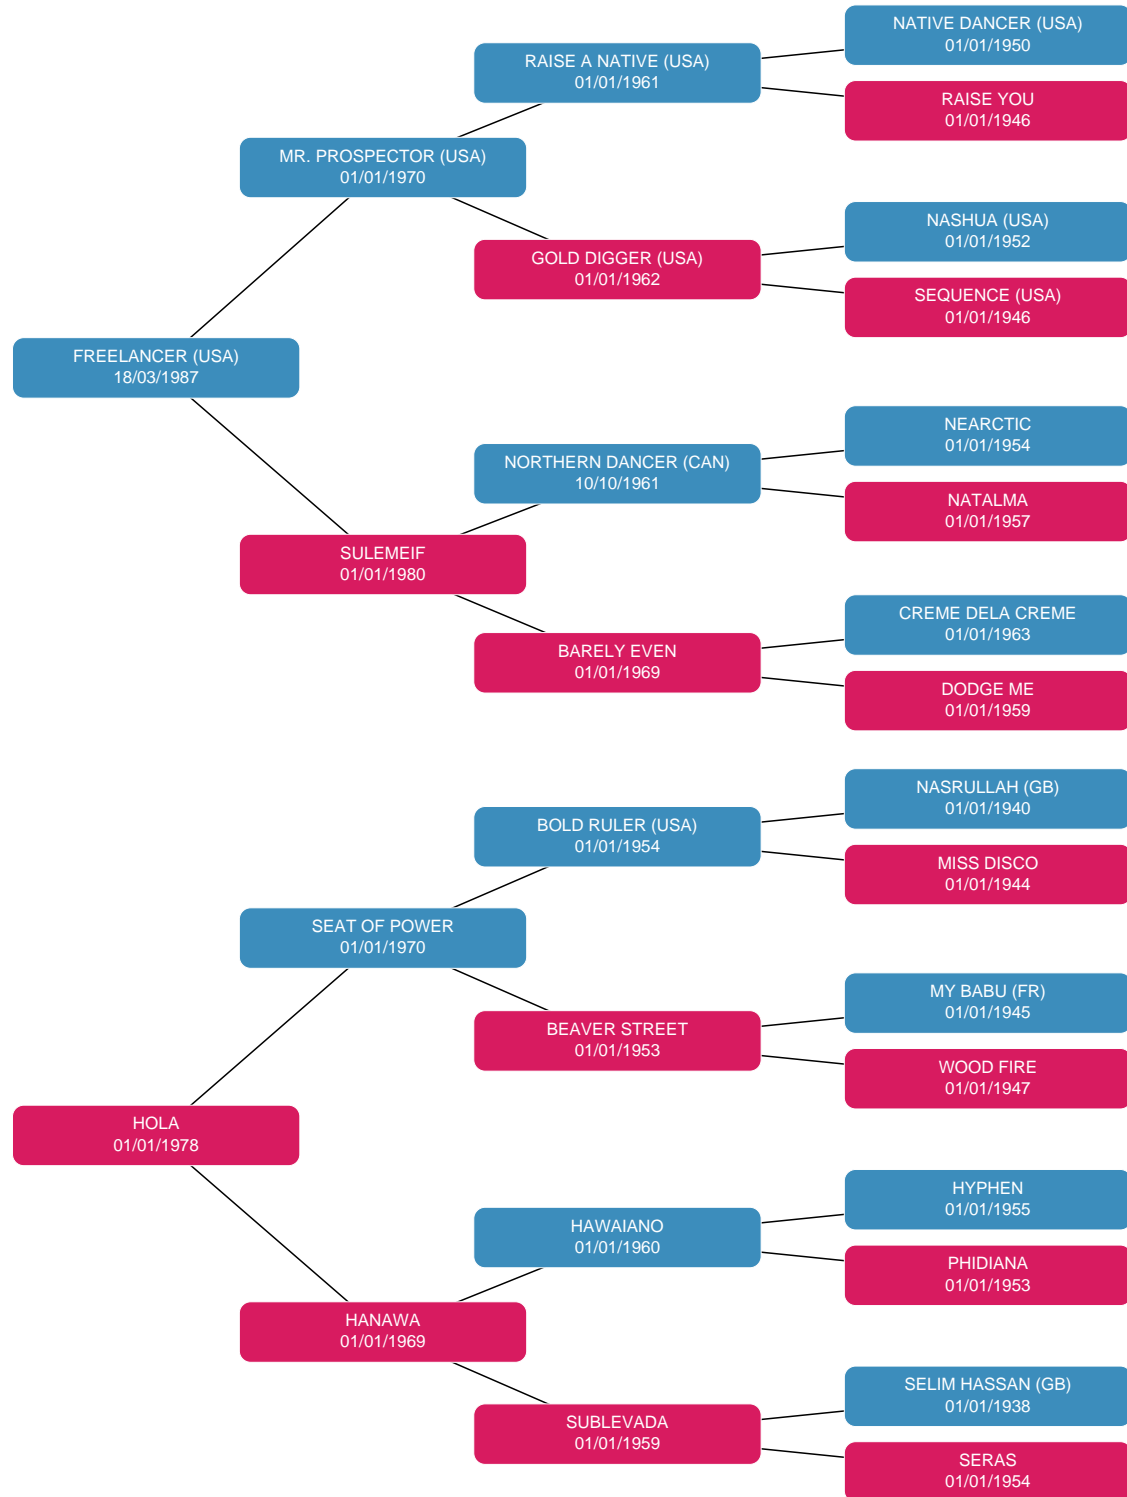 NATIVE DANCER (USA)
01/01/1950
RAISE A NATIVE (USA)
01/01/1961
RAISE YOU
01/01/1946
MR. PROSPECTOR (USA)
01/01/1970
NASHUA (USA)
01/01/1952
GOLD DIGGER (USA)
01/01/1962
SEQUENCE (USA)
01/01/1946
FREELANCER (USA)
18/03/1987
NEARCTIC
01/01/1954
NORTHERN DANCER (CAN)
10/10/1961
NATALMA
01/01/1957
SULEMEIF
01/01/1980
CREME DELA CREME
01/01/1963
BARELY EVEN
01/01/1969
DODGE ME
01/01/1959
NASRULLAH (GB)
01/01/1940
BOLD RULER (USA)
01/01/1954
MISS DISCO
01/01/1944
SEAT OF POWER
01/01/1970
MY BABU (FR)
01/01/1945
BEAVER STREET
01/01/1953
WOOD FIRE
01/01/1947
HOLA
01/01/1978
HYPHEN
01/01/1955
HAWAIANO
01/01/1960
PHIDIANA
01/01/1953
HANAWA
01/01/1969
SELIM HASSAN (GB)
01/01/1938
SUBLEVADA
01/01/1959
SERAS
01/01/1954